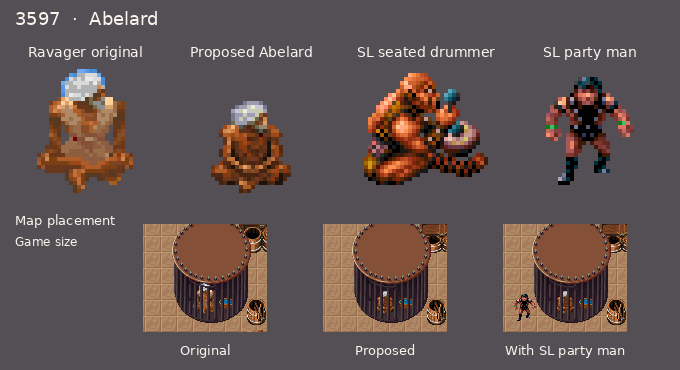 3597 · Abelard
Ravager original
Proposed Abelard
SL seated drummer
SL party man
Map placement
Game size
Original
Proposed
With SL party man